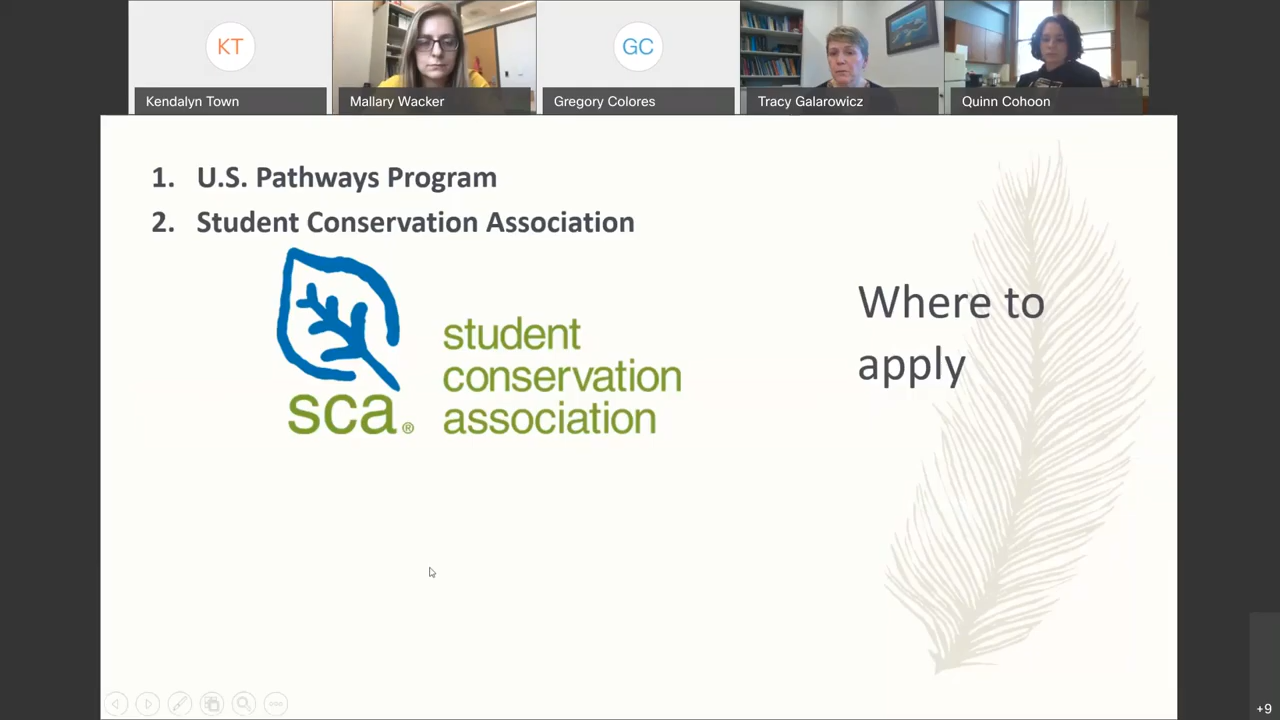 KT
GC
Kendalyn Town
Mallary Wacker
Gregory Colores
Tracy Galarowicz
Quinn Cohoon
1. U.S. Pathways Program
2. Student Conservation Association
sca®
student
conservation
association
Where to
apply
+9